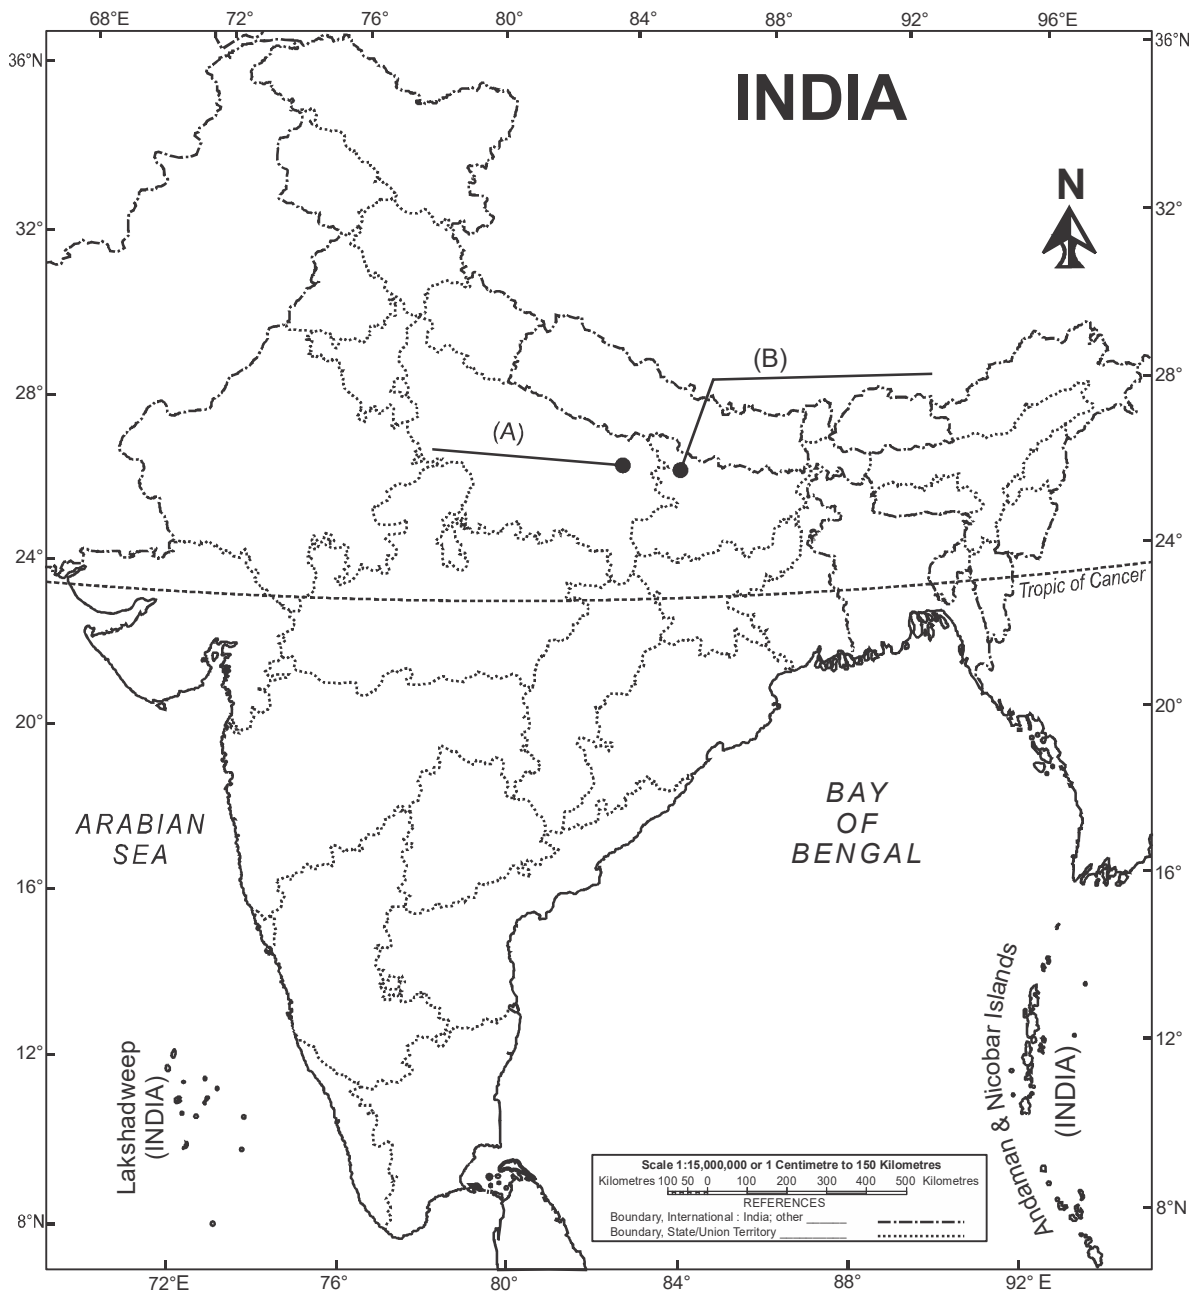 68°E 72° 76° 80° 84° 88° 92° 96°E
36°N 36°N
INDIA
N
32° 32°
28° 28°
(B)
(A)
24° 24°
Tropic of Cancer
20° 20°
ARABIAN
SEA
BAY
OF
BENGAL
16° 16°
12° 12°
Lakshadweep
(INDIA)
Andaman & Nicobar Islands
(INDIA)
Scale 1:15,000,000 or 1 Centimetre to 150 Kilometres
Kilometres 100 50 0 100 200 300 400 500 Kilometres
REFERENCES
Boundary, International : India; other
Boundary, State/Union Territory
8°N 8°N
72°E 76° 80° 84° 88° 92° E